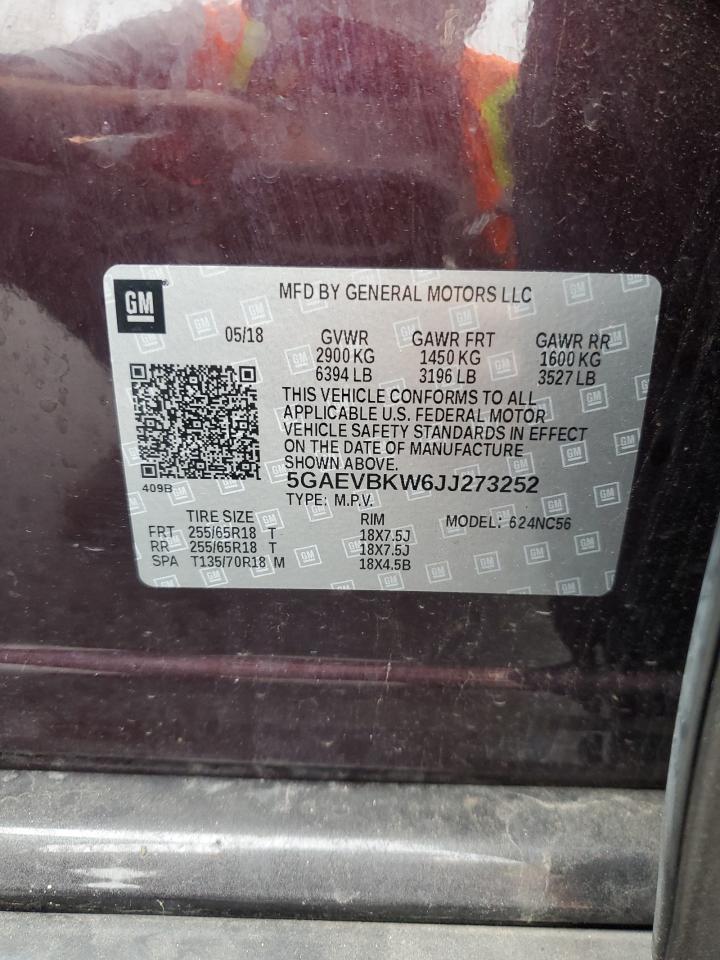 GM
MFD BY GENERAL MOTORS LLC
05/18 GVWR GAWR FRT GAWR RR
2900 KG 1450 KG 1600 KG
6394 LB 3196 LB 3527 LB
THIS VEHICLE CONFORMS TO ALL
APPLICABLE U.S. FEDERAL MOTOR
VEHICLE SAFETY STANDARDS IN EFFECT
ON THE DATE OF MANUFACTURE
SHOWN ABOVE.
409B
5GAEVBKW6JJ273252
TYPE: M.P.V.
TIRE SIZE RIM MODEL: 624NC56
FRT 255/65R18 T 18X7.5J
RR 255/65R18 T 18X7.5J
SPA T135/70R18 M 18X4.5B